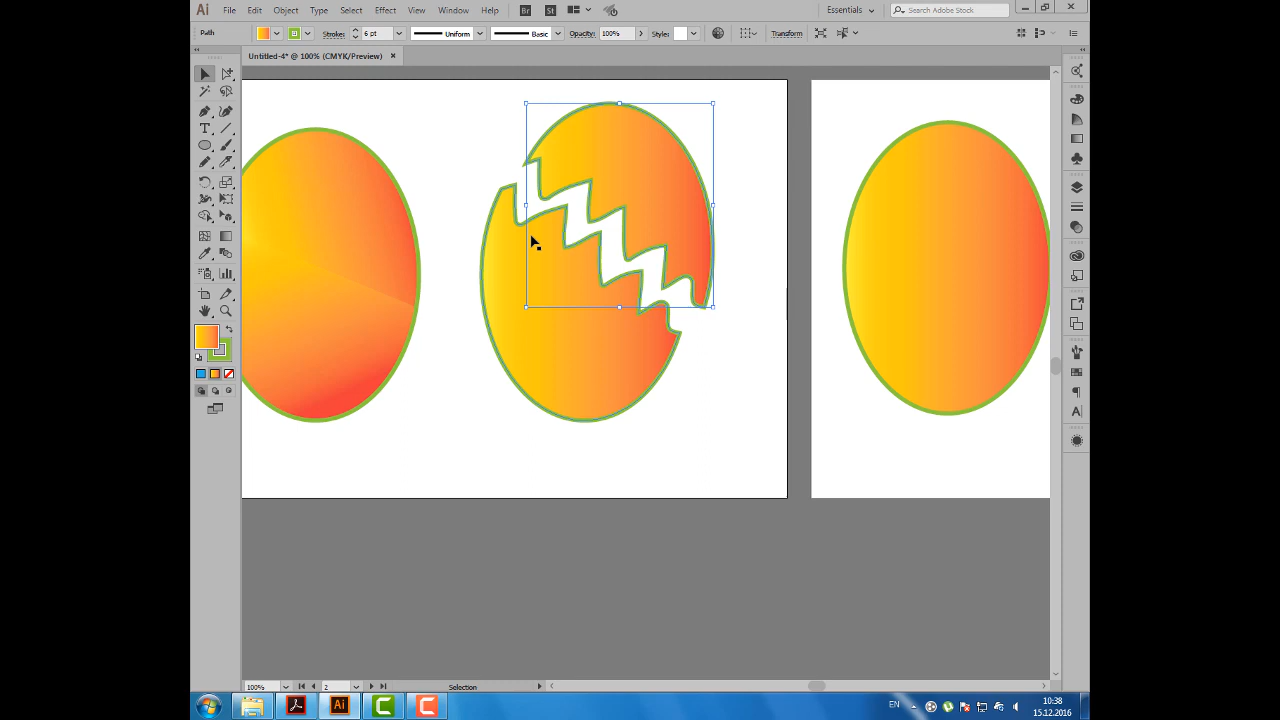 Ai File Edit Object Type Select Effect View Window Help Br St Essentials Search Adobe Stock
Path Strokes 6 pt Uniform Basic Opacity: 100% Style: Transform
Untitled-4* @ 100% (CMYK/Preview) ×
100% 2 Selection
Ai EN 10:38
15.12.2016